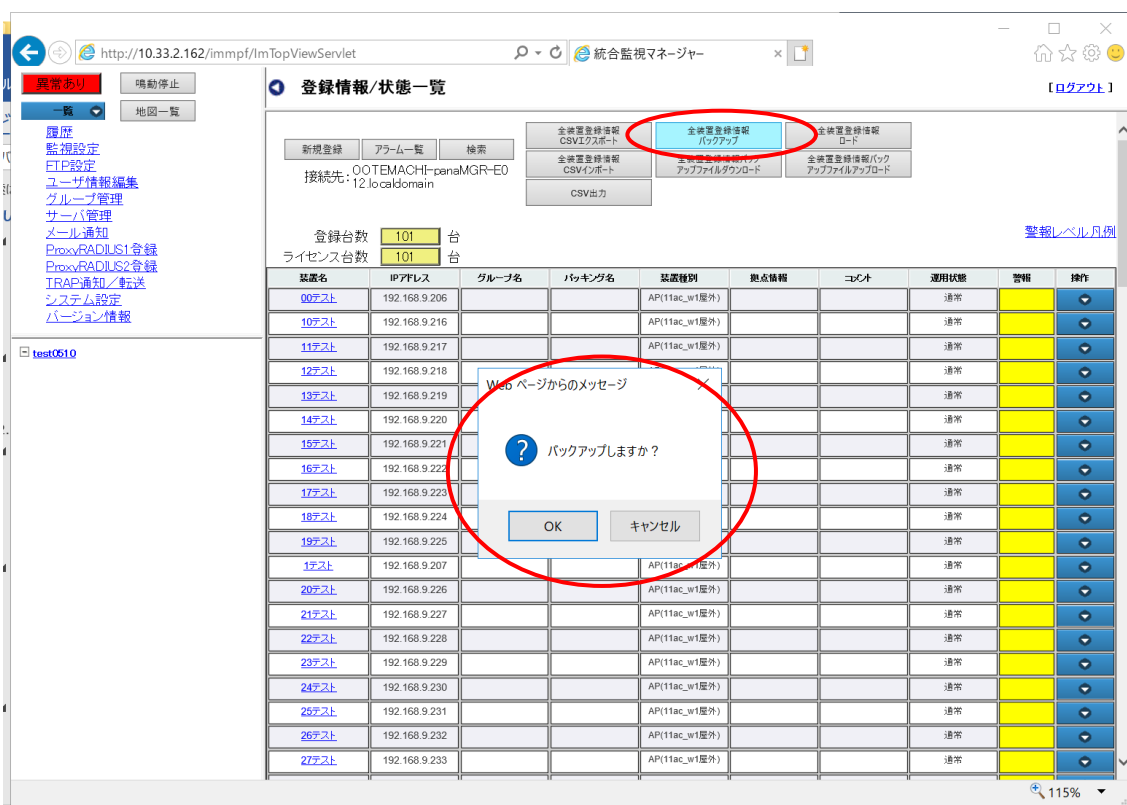 http://10.33.2.162/immpf/ImTopViewServlet
統合監視マネージャー
異常あり
鳴動停止
一覧
地図一覧
履歴
監視設定
FTP設定
ユーザ情報編集
グループ管理
サーバ管理
メール通知
ProxyRADIUS1登録
ProxyRADIUS2登録
TRAP通知／転送
システム設定
バージョン情報
test0510
登録情報/状態一覧
[ログアウト]
新規登録 アラーム一覧 検索
接続先: OOTEMACHI-panaMGR-E0
12.localdomain
全装置登録情報
CSVエクスポート
全装置登録情報
バックアップ
全装置登録情報
ロード
全装置登録情報
CSVインポート
全装置登録情報バック
アップファイルダウンロード
全装置登録情報バック
アップファイルアップロード
CSV出力
登録台数 101 台
ライセンス台数 101 台
警報レベル凡例
装置名 IPアドレス グループ名 パッキング名 装置種別 拠点情報 コメント 運用状態 警報 操作
00テスト 192.168.9.206 AP(11ac_w1屋外) 通常
10テスト 192.168.9.216 AP(11ac_w1屋外) 通常
11テスト 192.168.9.217 AP(11ac_w1屋外) 通常
12テスト 192.168.9.218 通常
13テスト 192.168.9.219 通常
14テスト 192.168.9.220 通常
15テスト 192.168.9.221 通常
16テスト 192.168.9.222 通常
17テスト 192.168.9.223 通常
18テスト 192.168.9.224 通常
19テスト 192.168.9.225 通常
1テスト 192.168.9.207 AP(11ac_w1屋外) 通常
20テスト 192.168.9.226 AP(11ac_w1屋外) 通常
21テスト 192.168.9.227 AP(11ac_w1屋外) 通常
22テスト 192.168.9.228 AP(11ac_w1屋外) 通常
23テスト 192.168.9.229 AP(11ac_w1屋外) 通常
24テスト 192.168.9.230 AP(11ac_w1屋外) 通常
25テスト 192.168.9.231 AP(11ac_w1屋外) 通常
26テスト 192.168.9.232 AP(11ac_w1屋外) 通常
27テスト 192.168.9.233 AP(11ac_w1屋外) 通常
Web ページからのメッセージ
バックアップしますか？
OK キャンセル
115%